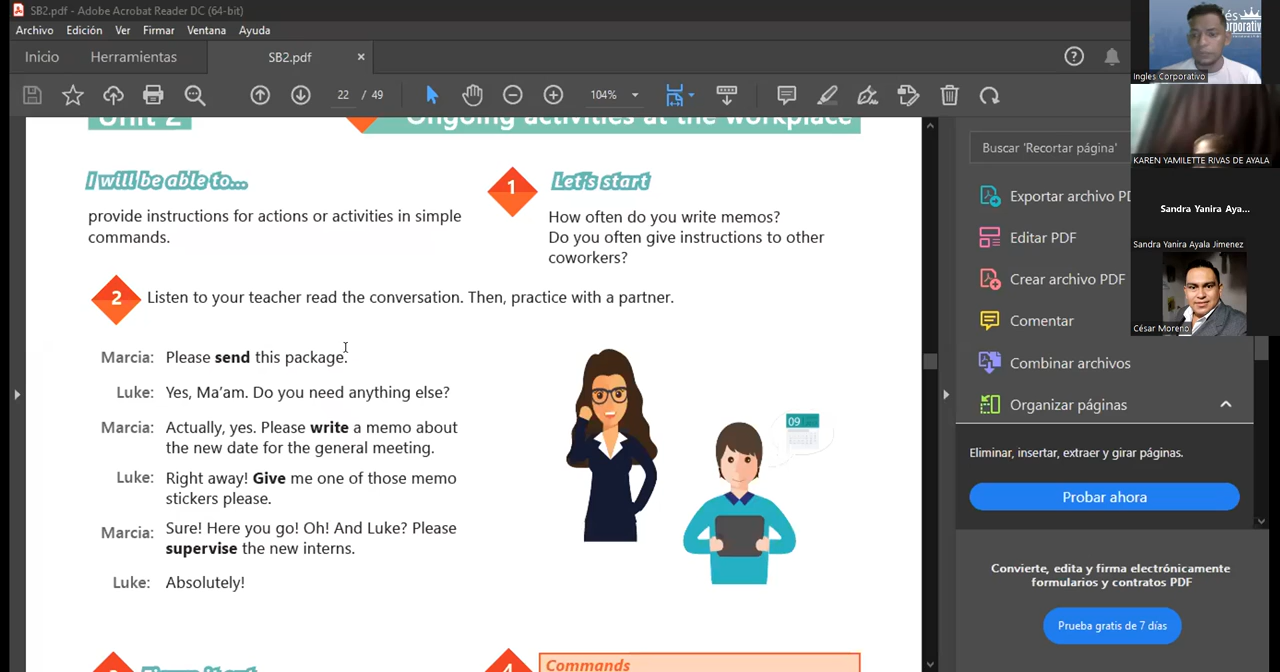 SB2.pdf - Adobe Acrobat Reader DC (64-bit)
Archivo Edición Ver Firmar Ventana Ayuda
Inicio Herramientas SB2.pdf ×
22 / 49 104%
Unit 2 Ongoing activities at the workplace
I will be able to...
provide instructions for actions or activities in simple
commands.
1 Let's start
How often do you write memos?
Do you often give instructions to other
coworkers?
2 Listen to your teacher read the conversation. Then, practice with a partner.
Marcia: Please send this package.
Luke: Yes, Ma'am. Do you need anything else?
Marcia: Actually, yes. Please write a memo about
the new date for the general meeting.
Luke: Right away! Give me one of those memo
stickers please.
Marcia: Sure! Here you go! Oh! And Luke? Please
supervise the new interns.
Luke: Absolutely!
09
4 Commands
Buscar 'Recortar página'
Exportar archivo PD
Editar PDF
Crear archivo PDF
Comentar
Combinar archivos
Organizar páginas
Eliminar, insertar, extraer y girar páginas.
Probar ahora
Convierte, edita y firma electrónicamente
formularios y contratos PDF
Prueba gratis de 7 días
Ingles Corporativo
KAREN YAMILETTE RIVAS DE AYALA
Sandra Yanira Aya...
Sandra Yanira Ayala Jimenez
César Moreno